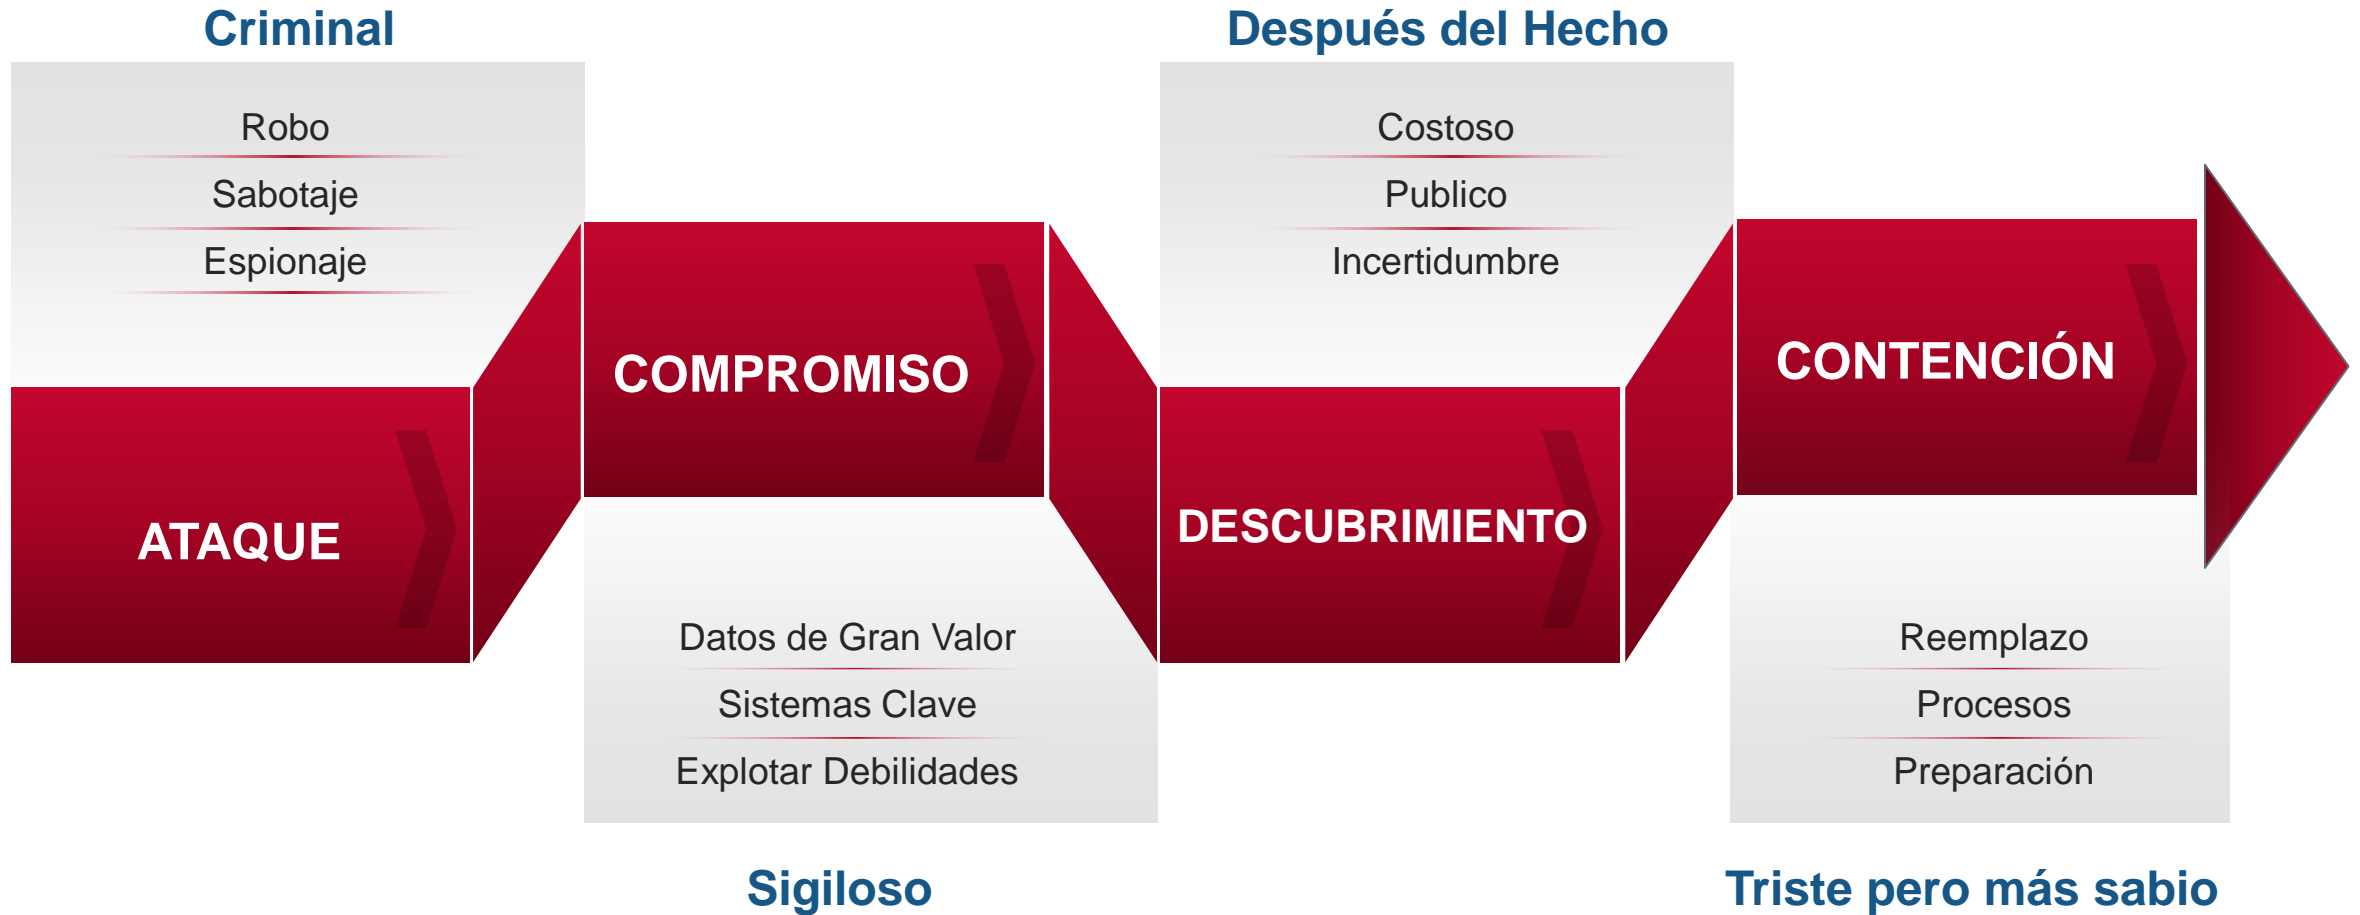 Criminal
Robo
Sabotaje
Espionaje
ATAQUE
COMPROMISO
Datos de Gran Valor
Sistemas Clave
Explotar Debilidades
Sigiloso
Después del Hecho
Costoso
Publico
Incertidumbre
DESCUBRIMIENTO
CONTENCIÓN
Reemplazo
Procesos
Preparación
Triste pero más sabio